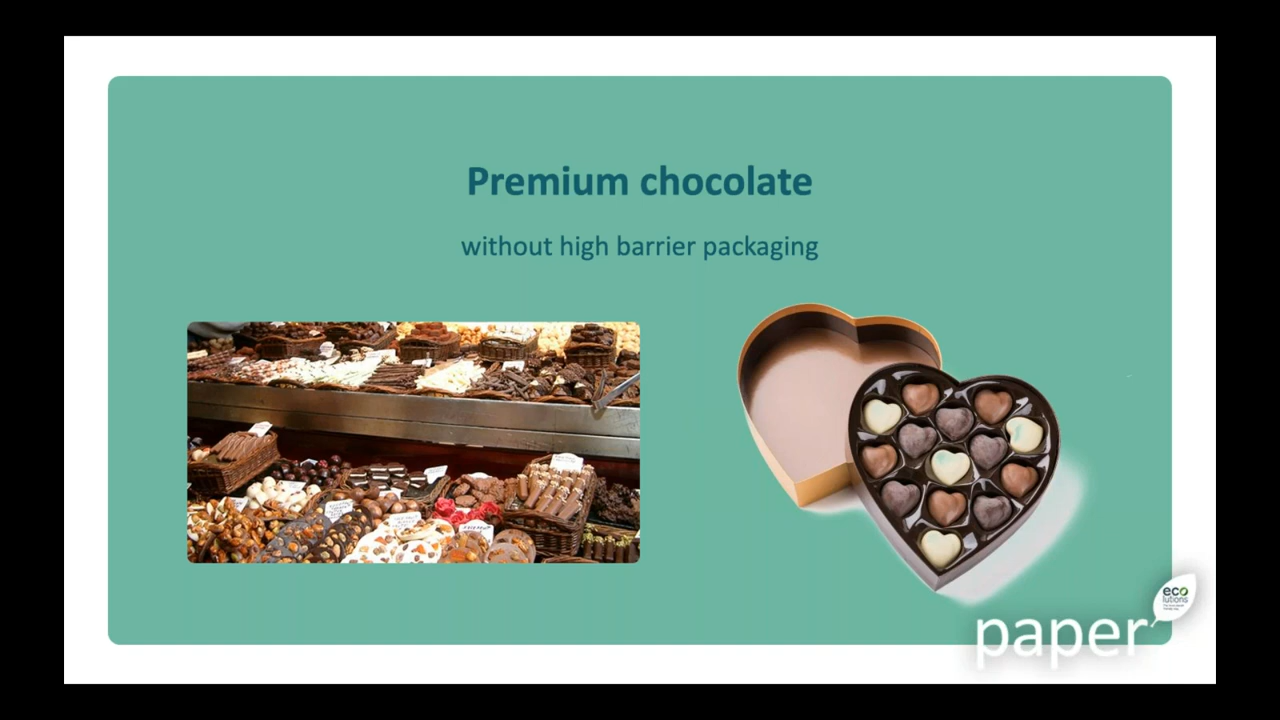 Premium chocolate
without high barrier packaging
eco
lutions
paper